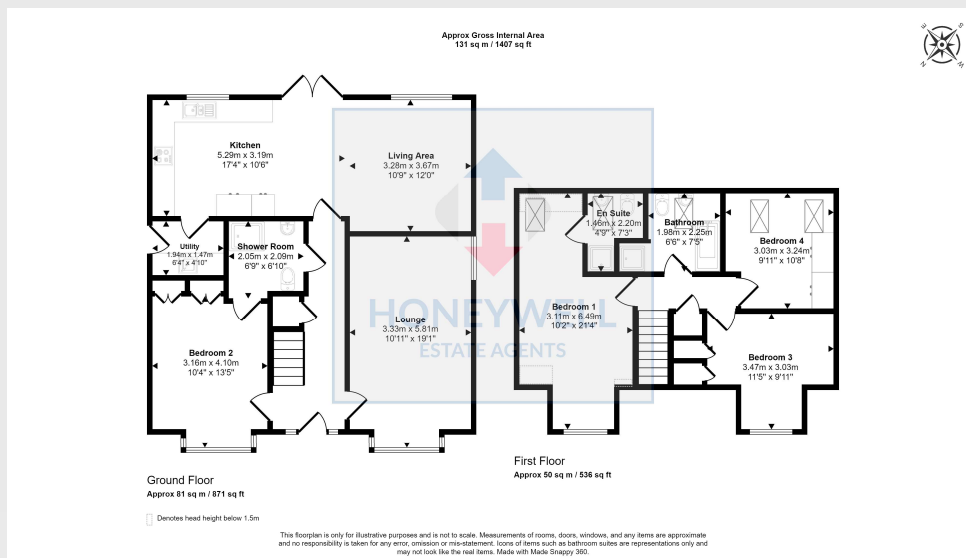 Approx Gross Internal Area
131 sq m / 1407 sq ft
Kitchen
5.29m x 3.19m
17'4" x 10'6"
Living Area
3.28m x 3.67m
10'9" x 12'0"
Utility
1.94m x 1.47m
6'4" x 4'10"
Shower Room
2.05m x 2.09m
6'9" x 6'10"
Lounge
3.33m x 5.81m
10'11" x 19'1"
Bedroom 2
3.16m x 4.10m
10'4" x 13'5"
En Suite
1.46m x 2.20m
4'9" x 7'3"
Bathroom
1.98m x 2.25m
6'6" x 7'5"
Bedroom 4
3.03m x 3.24m
9'11" x 10'8"
Bedroom 1
3.11m x 6.49m
10'2" x 21'4"
Bedroom 3
3.47m x 3.03m
11'5" x 9'11"
HONEYWELL
ESTATE AGENTS
Ground Floor
Approx 81 sq m / 871 sq ft
First Floor
Approx 50 sq m / 536 sq ft
Denotes head height below 1.5m
This floorplan is only for illustrative purposes and is not to scale. Measurements of rooms, doors, windows, and any items are approximate
and no responsibility is taken for any error, omission or mis-statement. Icons of items such as bathroom suites are representations only and
may not look like the real items. Made with Made Snappy 360.
N
E
S
W